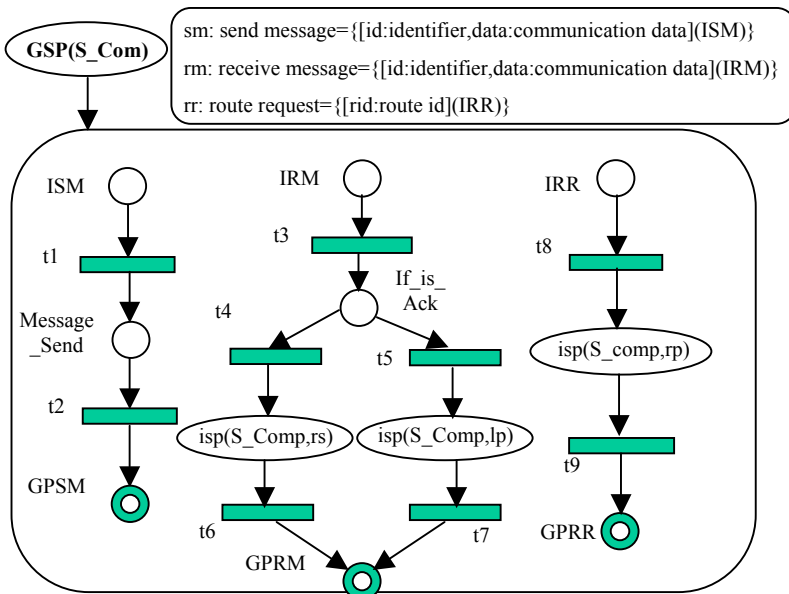 GSP(S_Com)
sm: send message={[id:identifier,data:communication data](ISM)}
rm: receive message={[id:identifier,data:communication data](IRM)}
rr: route request={[rid:route id](IRR)}
ISM
t1
Message
_Send
t2
GPSM
IRM
t3
If_is_
Ack
t4
t5
isp(S_Comp,rs)
isp(S_Comp,lp)
t6
t7
GPRM
IRR
t8
isp(S_comp,rp)
t9
GPRR